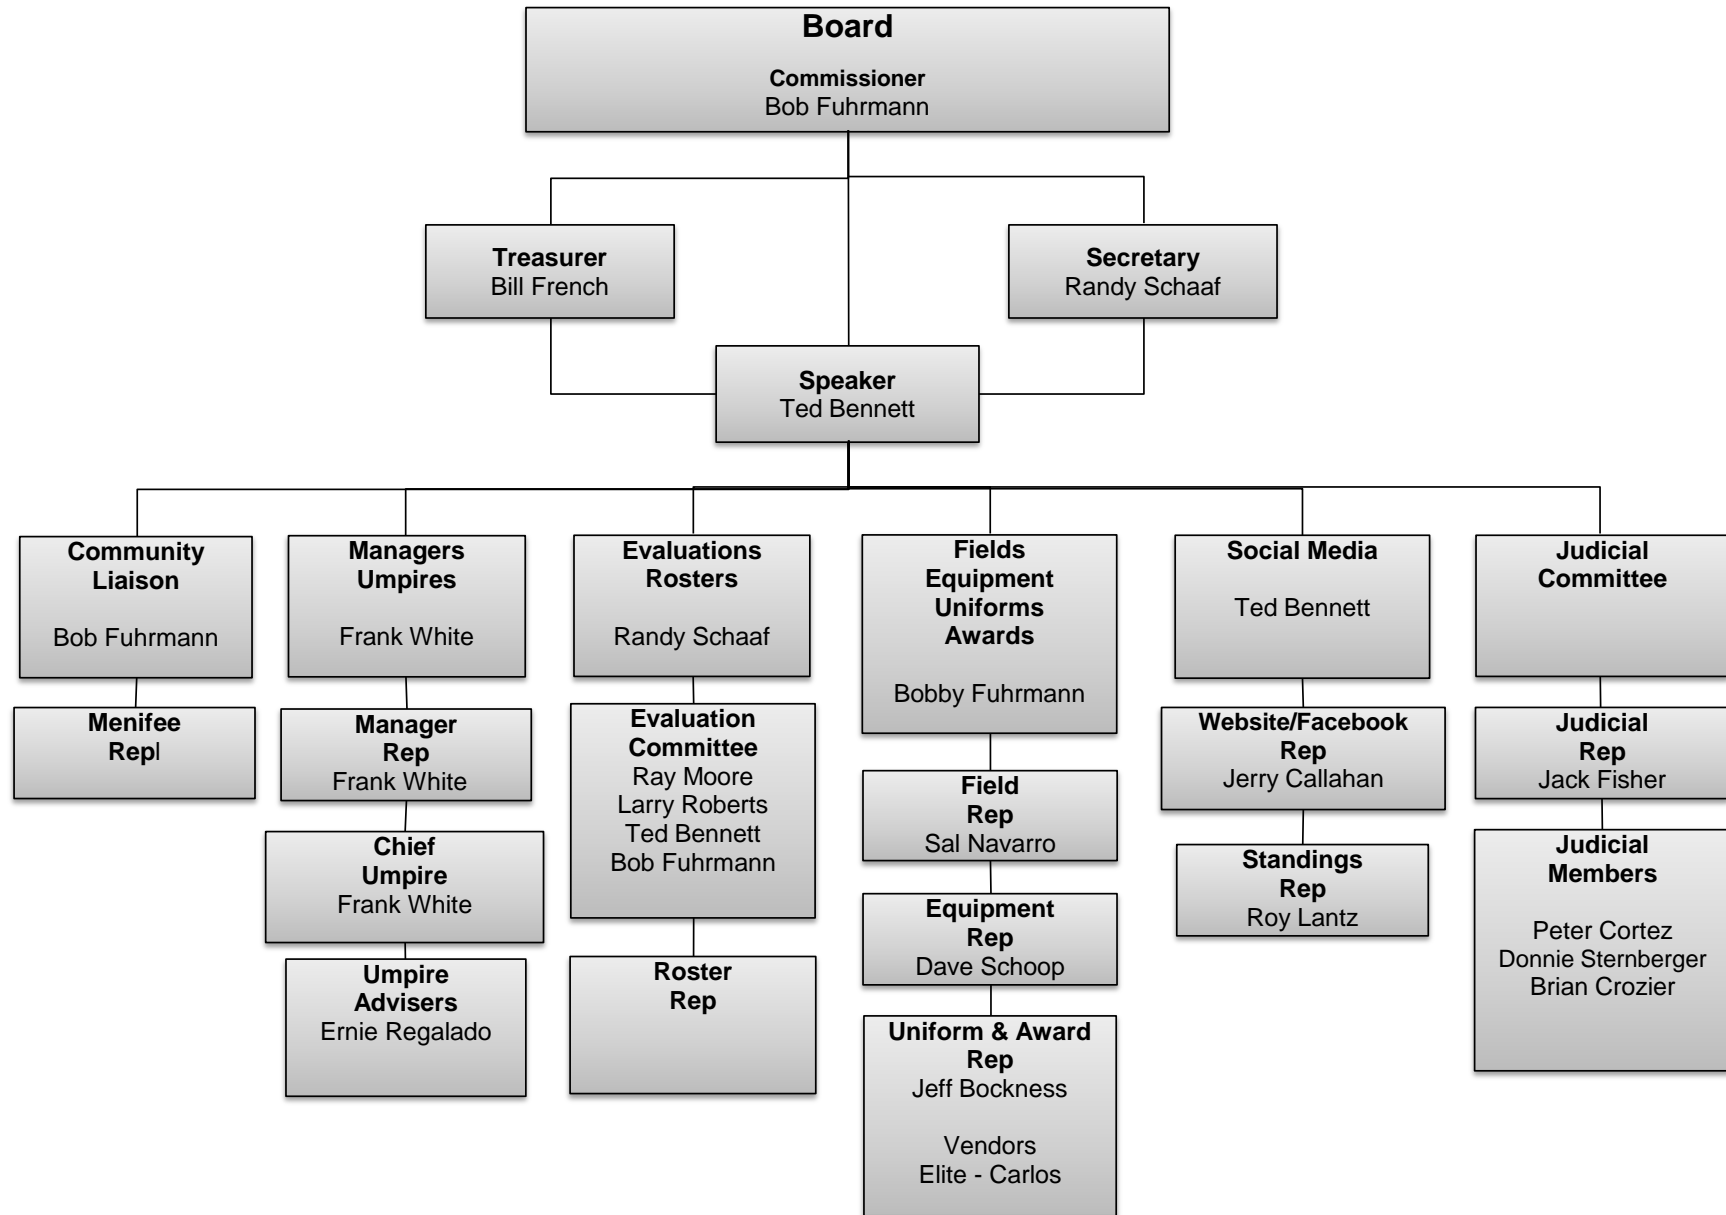 Board
Commissioner
Bob Fuhrmann
Treasurer
Bill French
Secretary
Randy Schaaf
Speaker
Ted Bennett
Community
Liaison
Bob Fuhrmann
Menifee
Repl
Managers
Umpires
Frank White
Manager
Rep
Frank White
Chief
Umpire
Frank White
Umpire
Advisers
Ernie Regalado
Evaluations
Rosters
Randy Schaaf
Evaluation
Committee
Ray Moore
Larry Roberts
Ted Bennett
Bob Fuhrmann
Roster
Rep
Fields
Equipment
Uniforms
Awards
Bobby Fuhrmann
Field
Rep
Sal Navarro
Equipment
Rep
Dave Schoop
Uniform & Award
Rep
Jeff Bockness
Vendors
Elite - Carlos
Social Media
Ted Bennett
Website/Facebook
Rep
Jerry Callahan
Standings
Rep
Roy Lantz
Judicial
Committee
Judicial
Rep
Jack Fisher
Judicial
Members
Peter Cortez
Donnie Sternberger
Brian Crozier